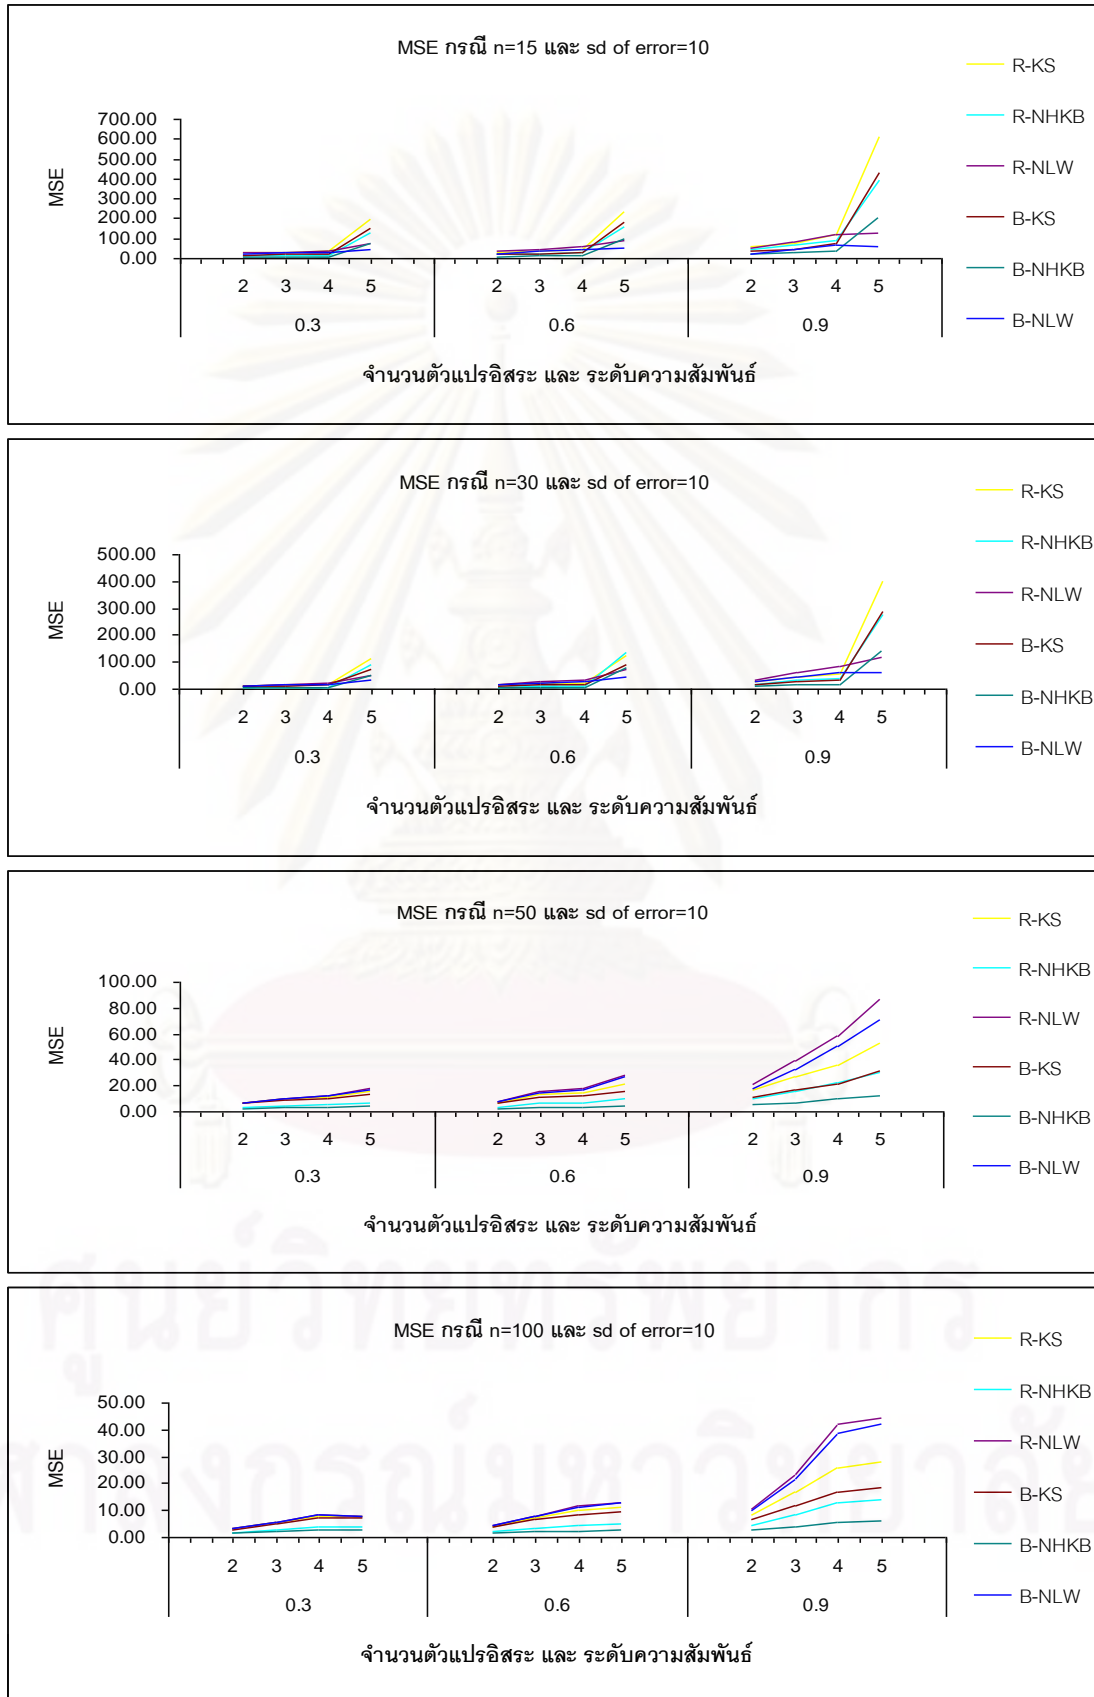 MSE กรณี n=15 และ sd of error=10
R-KS
R-NHKB
R-NLW
B-KS
B-NHKB
B-NLW
MSE
700.00
600.00
500.00
400.00
300.00
200.00
100.00
0.00
2 3 4 5 2 3 4 5 2 3 4 5
0.3 0.6 0.9
จำนวนตัวแปรอิสระ และ ระดับความสัมพันธ์
MSE กรณี n=30 และ sd of error=10
R-KS
R-NHKB
R-NLW
B-KS
B-NHKB
B-NLW
MSE
500.00
400.00
300.00
200.00
100.00
0.00
2 3 4 5 2 3 4 5 2 3 4 5
0.3 0.6 0.9
จำนวนตัวแปรอิสระ และ ระดับความสัมพันธ์
MSE กรณี n=50 และ sd of error=10
R-KS
R-NHKB
R-NLW
B-KS
B-NHKB
B-NLW
MSE
100.00
80.00
60.00
40.00
20.00
0.00
2 3 4 5 2 3 4 5 2 3 4 5
0.3 0.6 0.9
จำนวนตัวแปรอิสระ และ ระดับความสัมพันธ์
MSE กรณี n=100 และ sd of error=10
R-KS
R-NHKB
R-NLW
B-KS
B-NHKB
B-NLW
MSE
50.00
40.00
30.00
20.00
10.00
0.00
2 3 4 5 2 3 4 5 2 3 4 5
0.3 0.6 0.9
จำนวนตัวแปรอิสระ และ ระดับความสัมพันธ์
ศูนย์วิทยทรัพยากร